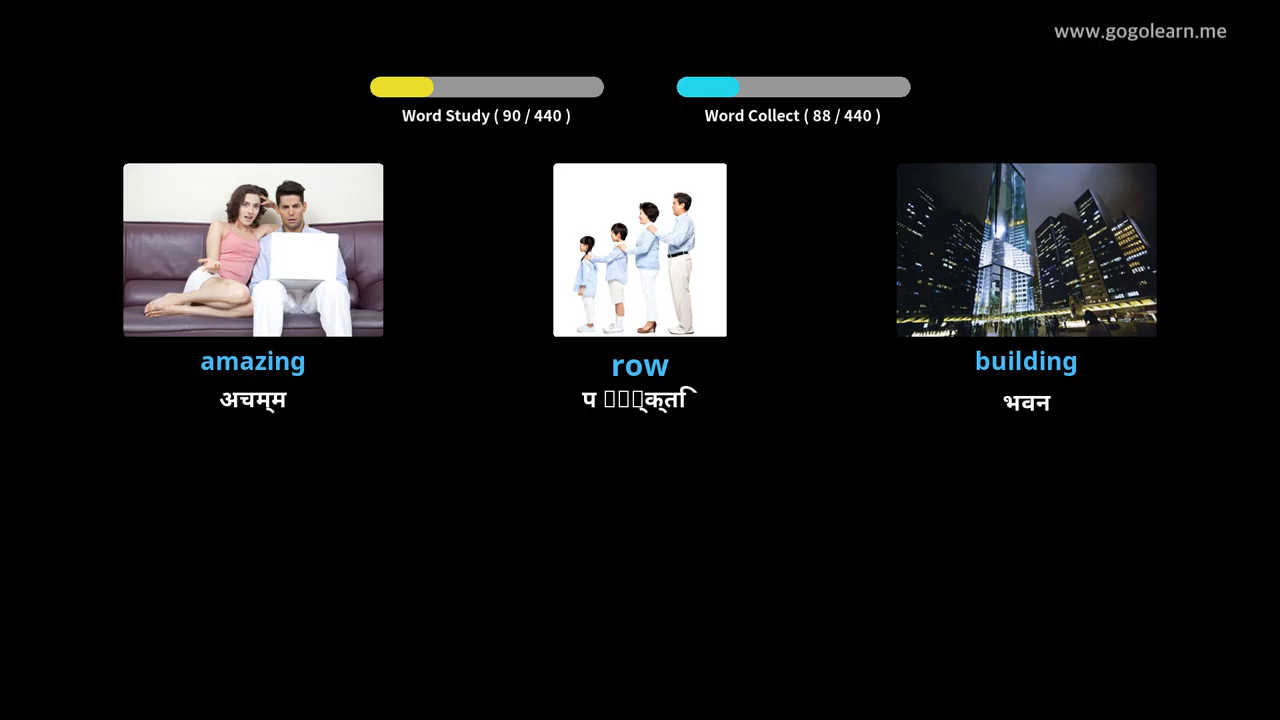 www.gogolearn.me
Word Study ( 90 / 440 )
Word Collect ( 88 / 440 )
amazing
अचम्म
row
building
भवन